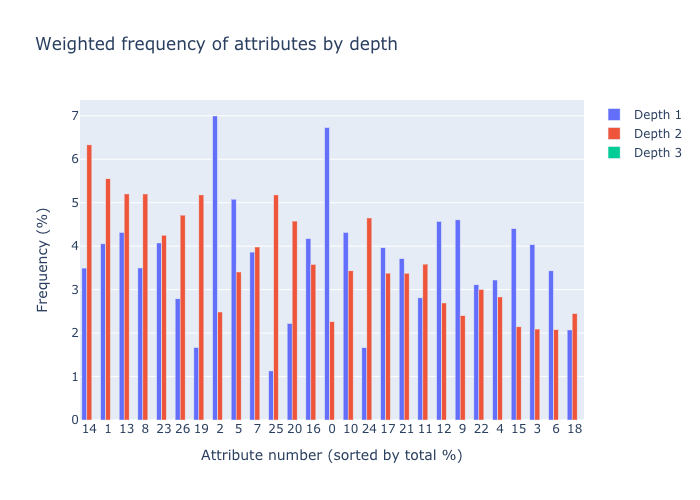 Weighted frequency of attributes by depth
Depth 1
Depth 2
Depth 3
Frequency (%)
7
6
5
4
3
2
1
0
14 1 13 8 23 26 19 2 5 7 25 20 16 0 10 24 17 21 11 12 9 22 4 15 3 6 18
Attribute number (sorted by total %)